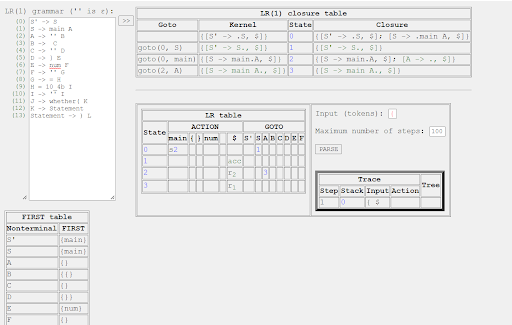 LR(1) grammar ('' is ε):
(0) S' -> S
(1) S -> main A
(2) A -> '' B
(3) B -> C
(4) C -> '' D
(5) D -> } E
(6) E -> num F
(7) F -> '' G
(8) G -> = H
(9) H = 10_4b I
(10) I -> '' I
(11) J -> whether( K
(12) K -> Statement
(13) Statement -> ) L
>>
LR(1) closure table
Goto Kernel State Closure
{[S' -> .S, $]} 0 {[S' -> .S, $]; [S -> .main A, $]}
goto(0, S) {[S' -> S., $]} 1 {[S' -> S., $]}
goto(0, main) {[S -> main.A, $]} 2 {[S -> main.A, $]; [A -> ., $]}
goto(2, A) {[S -> main A., $]} 3 {[S -> main A., $]}
LR table
State ACTION GOTO
main { } num $ S' S A B C D E F
0 s2 1
1 acc
2 r2 3
3 r1
Input (tokens): {
Maximum number of steps: 100
PARSE
Trace Tree
Step Stack Input Action
1 0 { $
FIRST table
Nonterminal FIRST
S' {main}
S {main}
A {}
B {{}
C {}
D {}}
E {num}
F {}